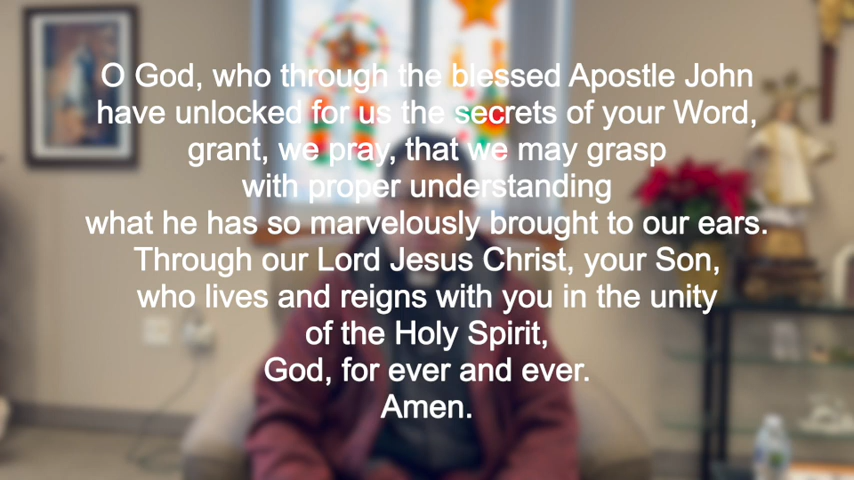 O God, who through the blessed Apostle John
have unlocked for us the secrets of your Word,
grant, we pray, that we may grasp
with proper understanding
what he has so marvelously brought to our ears.
Through our Lord Jesus Christ, your Son,
who lives and reigns with you in the unity
of the Holy Spirit,
God, for ever and ever.
Amen.